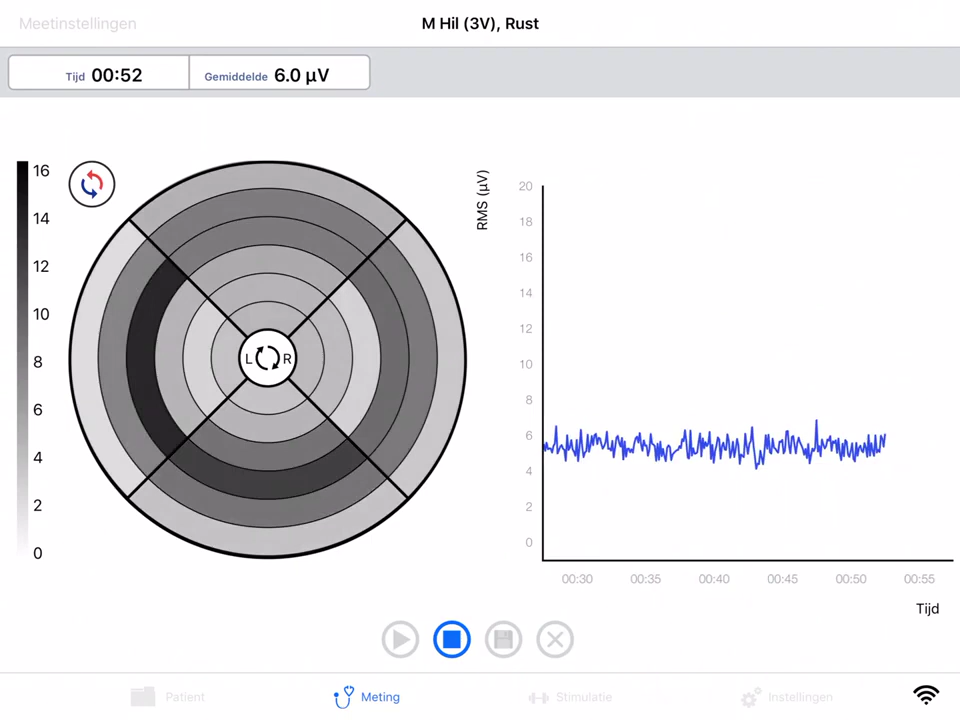 Meetinstellingen
M Hil (3V), Rust
Tijd 00:52
Gemiddelde 6.0 µV
16
14
12
10
8
6
4
2
0
L R
RMS (µV)
20
18
16
14
12
10
8
6
4
2
0
00:30 00:35 00:40 00:45 00:50 00:55
Tijd
Patient
Meting
Stimulatie
Instellingen